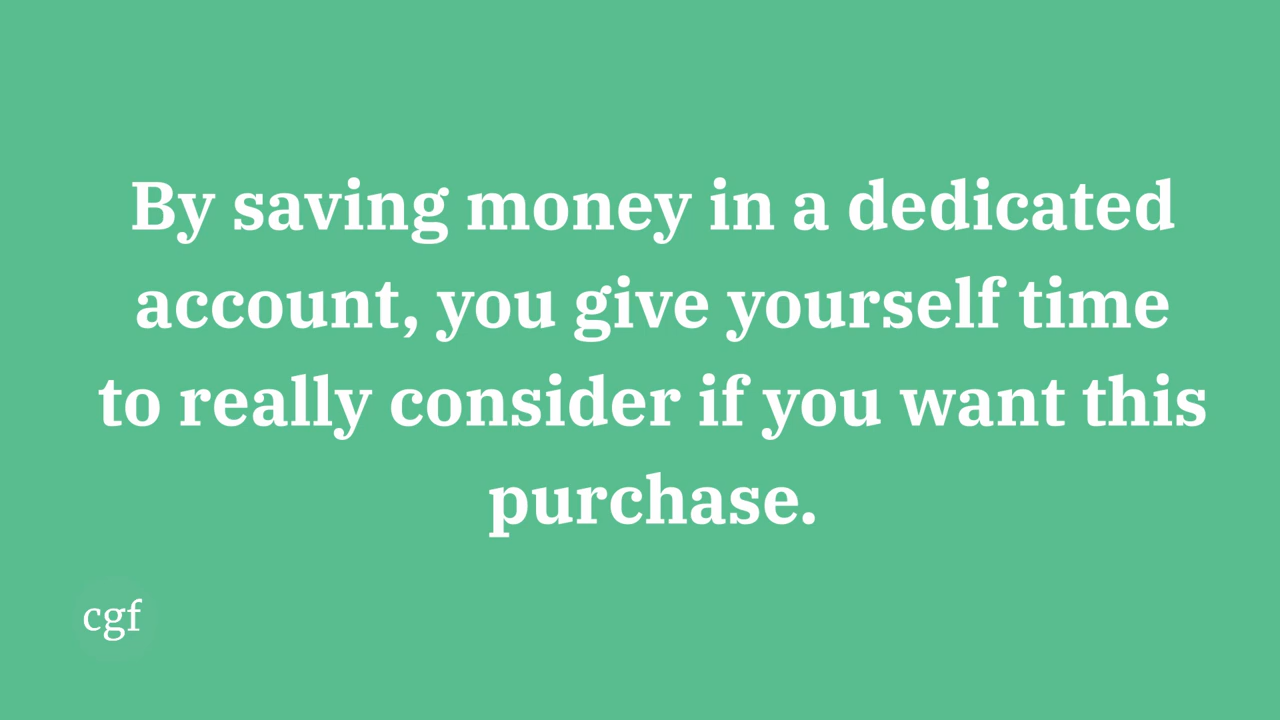 By saving money in a dedicated
account, you give yourself time
to really consider if you want this
purchase.
cgf